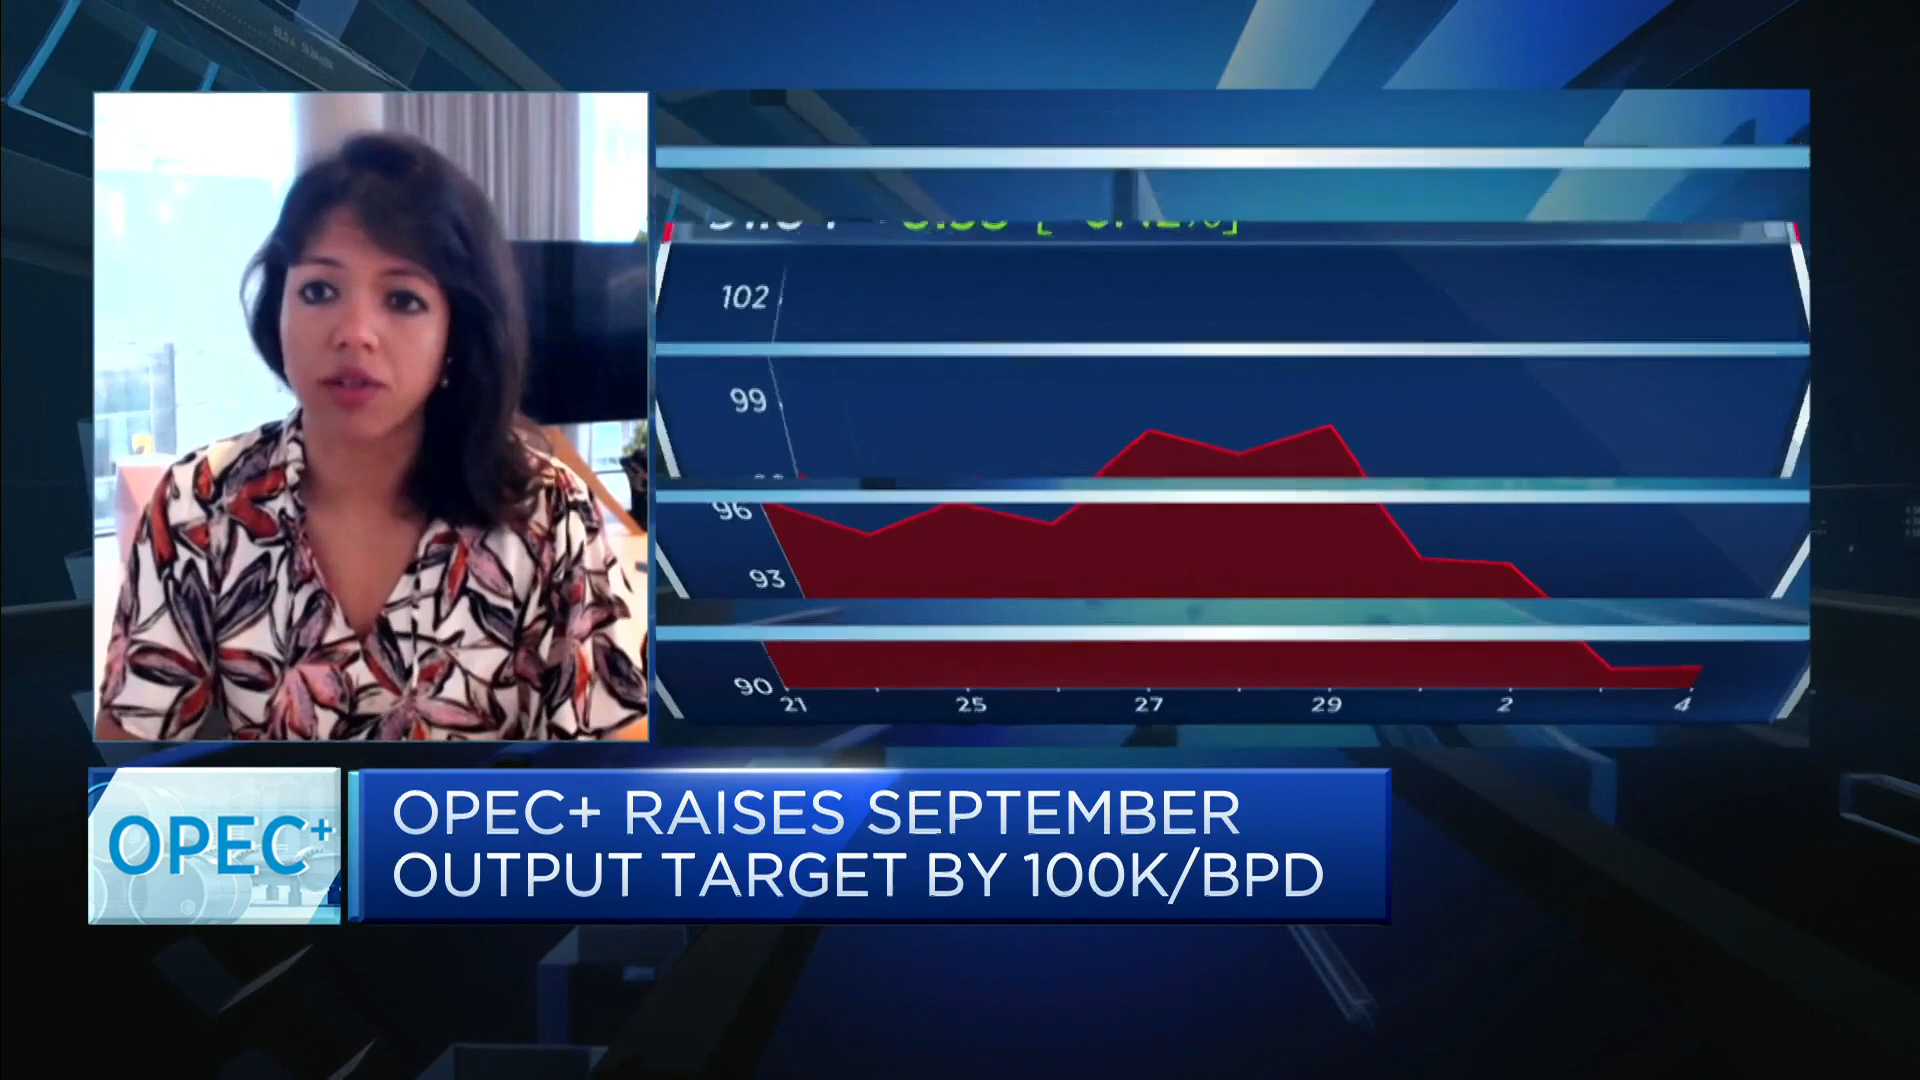 102
99
96
93
90
21 25 27 29 2 4
OPEC+
OPEC+ RAISES SEPTEMBER
OUTPUT TARGET BY 100K/BPD